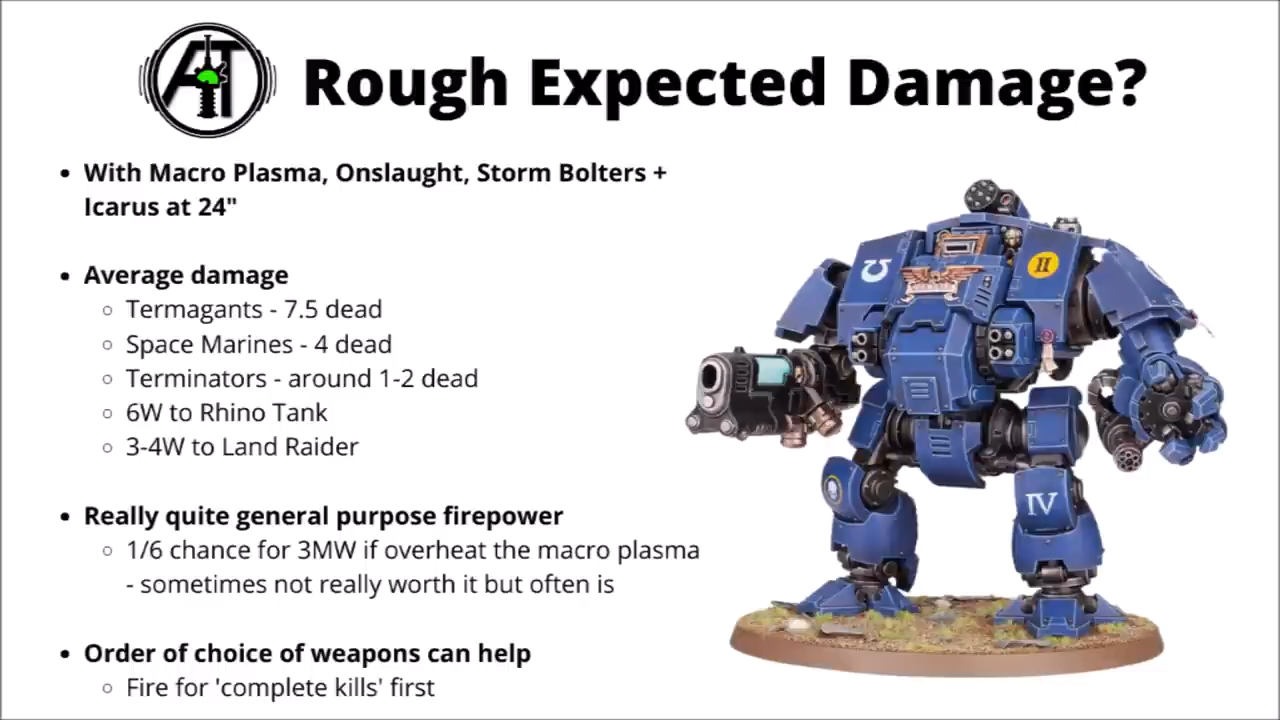 AT
Rough Expected Damage?
• With Macro Plasma, Onslaught, Storm Bolters +
Icarus at 24"
• Average damage
○ Termagants - 7.5 dead
○ Space Marines - 4 dead
○ Terminators - around 1-2 dead
○ 6W to Rhino Tank
○ 3-4W to Land Raider
• Really quite general purpose firepower
○ 1/6 chance for 3MW if overheat the macro plasma
- sometimes not really worth it but often is
• Order of choice of weapons can help
○ Fire for 'complete kills' first
II
IV